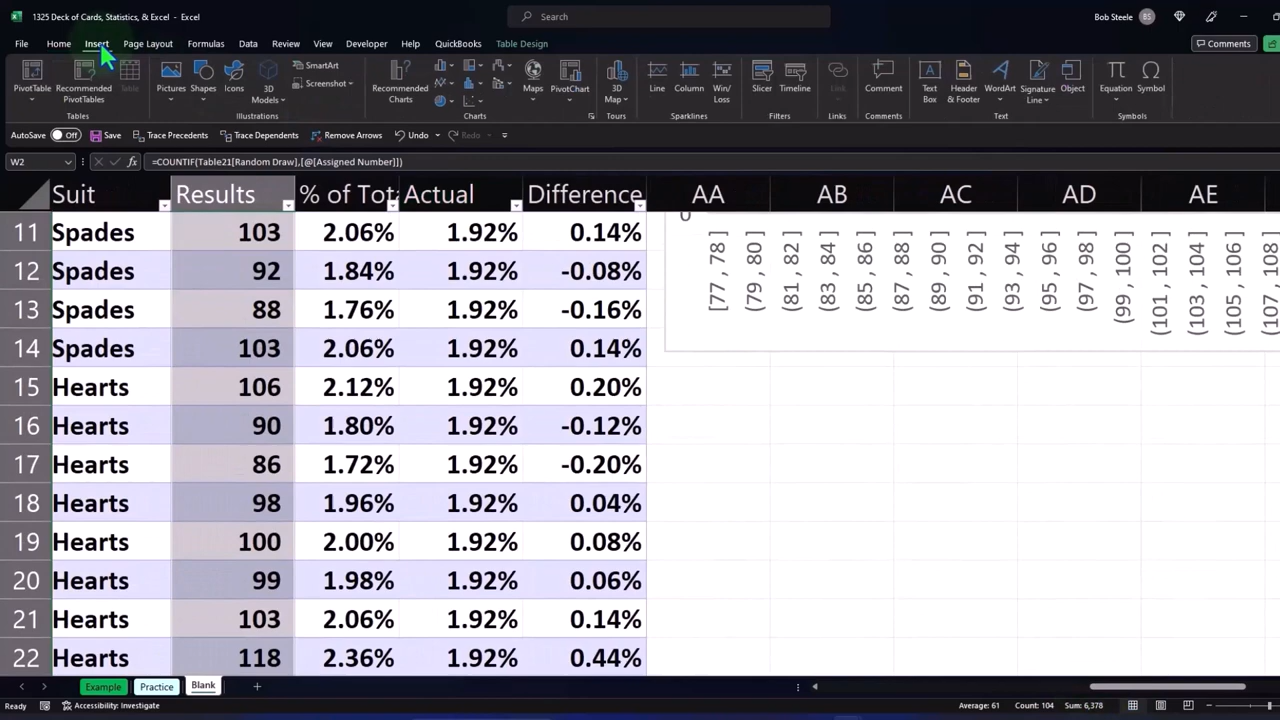 1325 Deck of Cards, Statistics, & Excel - Excel
Search
Bob Steele BS
File Home Insert Page Layout Formulas Data Review View Developer Help QuickBooks Table Design
Comments
PivotTable Recommended PivotTables Table
Pictures Shapes Icons 3D Models SmartArt Screenshot
Recommended Charts Maps PivotChart
3D Map Line Column Win/Loss
Slicer Timeline Link Comment
Text Box Header & Footer WordArt Signature Line Object
Equation Symbol
Tables Illustrations Charts Tours Sparklines Filters Links Comments Text Symbols
AutoSave Off Save Trace Precedents Trace Dependents Remove Arrows Undo Redo
W2 fx =COUNTIF(Table21[Random Draw],[@[Assigned Number]])
Suit Results % of Tot Actual Difference AA AB AC AD AE
11 Spades 103 2.06% 1.92% 0.14%
12 Spades 92 1.84% 1.92% -0.08%
13 Spades 88 1.76% 1.92% -0.16%
14 Spades 103 2.06% 1.92% 0.14%
15 Hearts 106 2.12% 1.92% 0.20%
16 Hearts 90 1.80% 1.92% -0.12%
17 Hearts 86 1.72% 1.92% -0.20%
18 Hearts 98 1.96% 1.92% 0.04%
19 Hearts 100 2.00% 1.92% 0.08%
20 Hearts 99 1.98% 1.92% 0.06%
21 Hearts 103 2.06% 1.92% 0.14%
22 Hearts 118 2.36% 1.92% 0.44%
0
[77 , 78 ]
(79 , 80 ]
(81 , 82 ]
(83 , 84 ]
(85 , 86 ]
(87 , 88 ]
(89 , 90 ]
(91 , 92 ]
(93 , 94 ]
(95 , 96 ]
(97 , 98 ]
(99 , 100 ]
(101 , 102 ]
(103 , 104 ]
(105 , 106 ]
(107 , 108 ]
Example Practice Blank
Ready Accessibility: Investigate Average: 61 Count: 104 Sum: 6,378